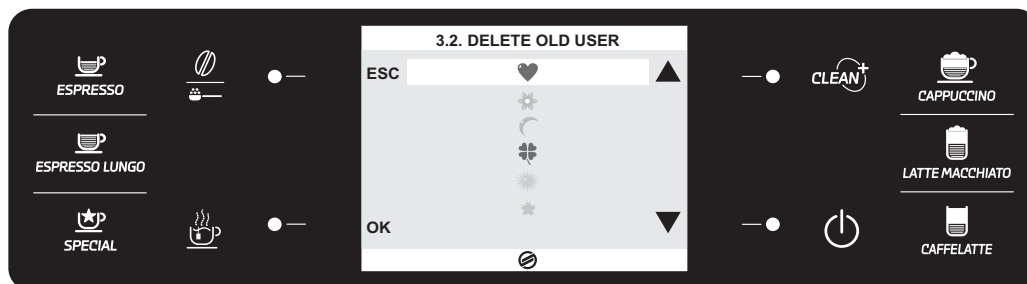 3.2. DELETE OLD USER
ESC
OK
ESPRESSO
ESPRESSO LUNGO
SPECIAL
CLEAN+
CAPPUCCINO
LATTE MACCHIATO
CAFFELATTE